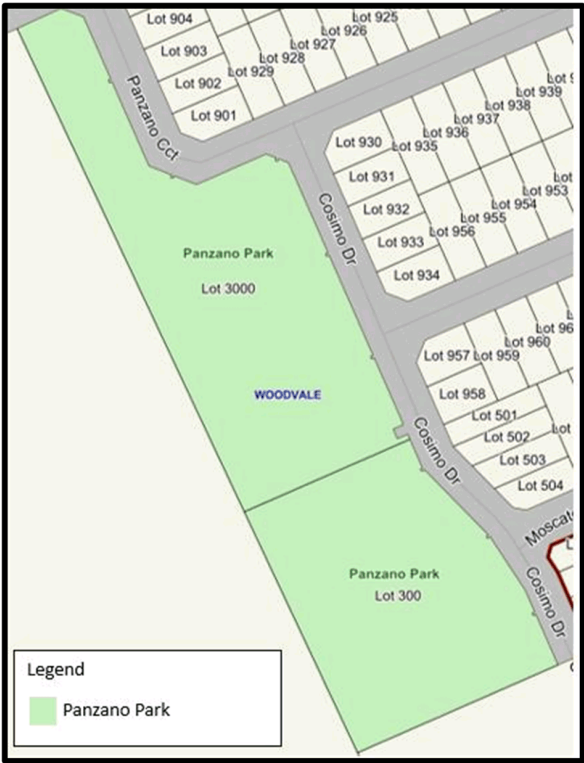 Lot 904
Lot 903
Lot 902
Lot 901
Lot 929
Lot 928
Lot 927
Lot 926
Lot 925
Panzano Cct
Lot 930
Lot 931
Lot 932
Lot 933
Lot 934
Lot 935
Lot 936
Lot 937
Lot 938
Lot 939
Lot 956
Lot 955
Lot 954
Lot 953
Lot
Cosimo Dr
Panzano Park
Lot 3000
WOODVALE
Lot 957
Lot 959
Lot 960
Lot 958
Lot 501
Lot 502
Lot 503
Lot 504
Lot
Cosimo Dr
Panzano Park
Lot 300
Cosimo Dr
Legend
Panzano Park